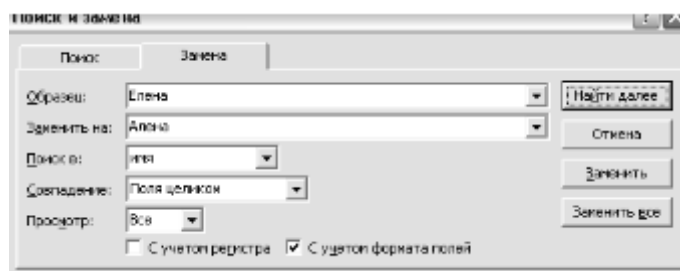 Поиск и замена
Поиск Замена
Образец: Елена Найти далее
Заменить на: Алена Отмена
Поиск в: имя Заменить
Совпадение: Поля целиком
Просмотр: Все Заменить все
С учетом регистра С учетом формата полей